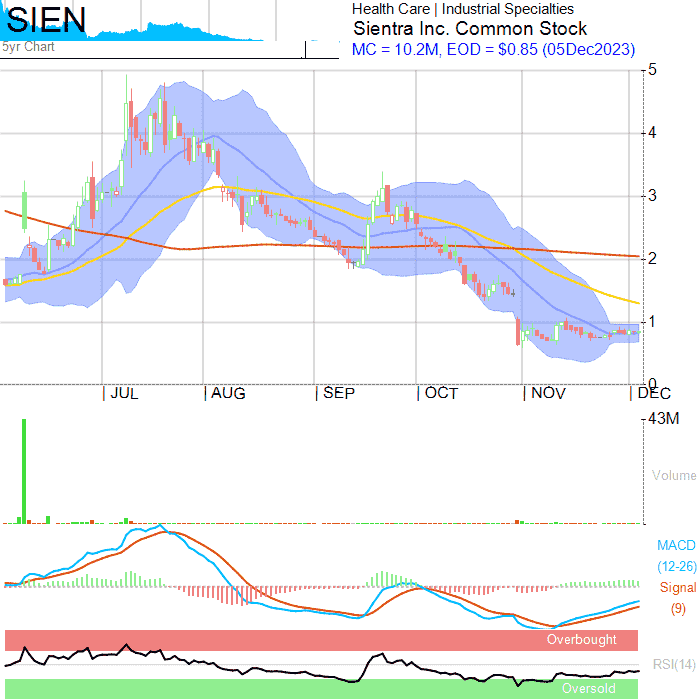 SIEN
5yr Chart
Health Care | Industrial Specialties
Sientra Inc. Common Stock
MC = 10.2M, EOD = $0.85 (05Dec2023)
5
4
3
2
1
0
| JUL | AUG | SEP | OCT | NOV | DEC
43M
Volume
MACD
(12-26)
Signal
(9)
Overbought
RSI(14)
Oversold